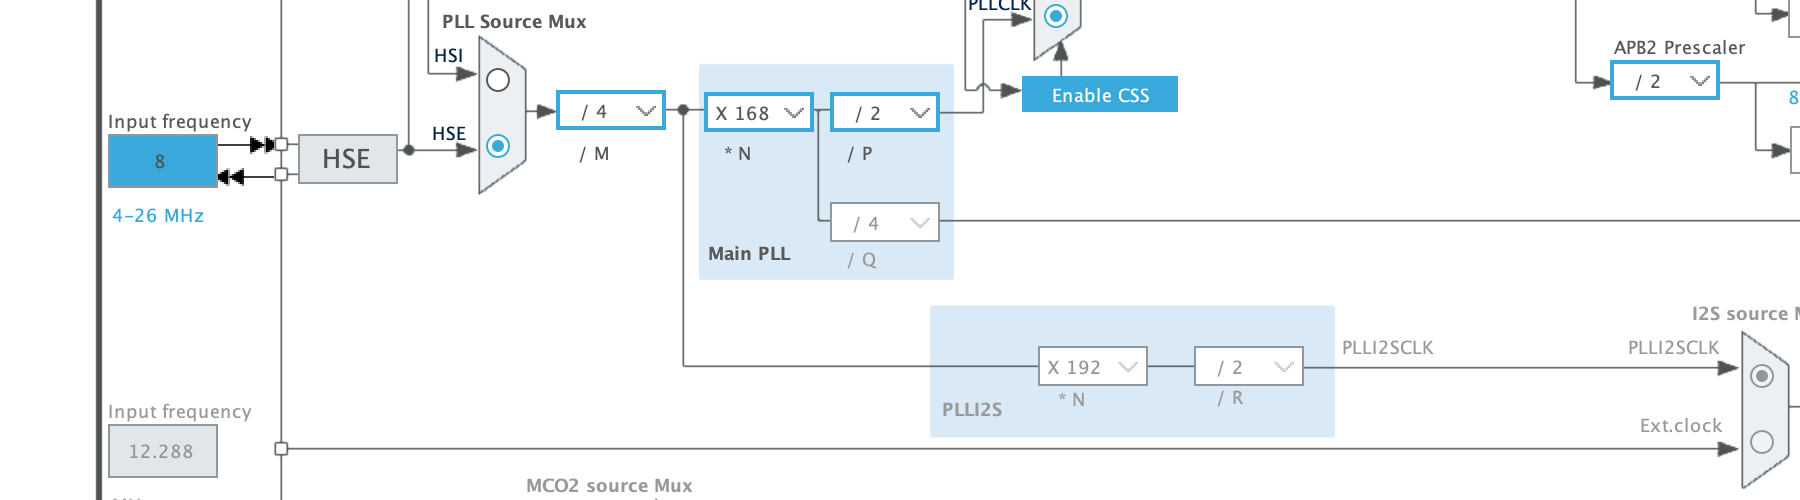 PLLCLK
PLL Source Mux
HSI
APB2 Prescaler
/ 2
Enable CSS
8
Input frequency
/ 4
X 168
/ 2
HSE
8
HSE
/ M
* N
/ P
4-26 MHz
/ 4
Main PLL
/ Q
I2S source M
PLLI2SCLK
PLLI2SCLK
X 192
/ 2
* N
/ R
PLLI2S
Input frequency
Ext.clock
12.288
MCO2 source Mux